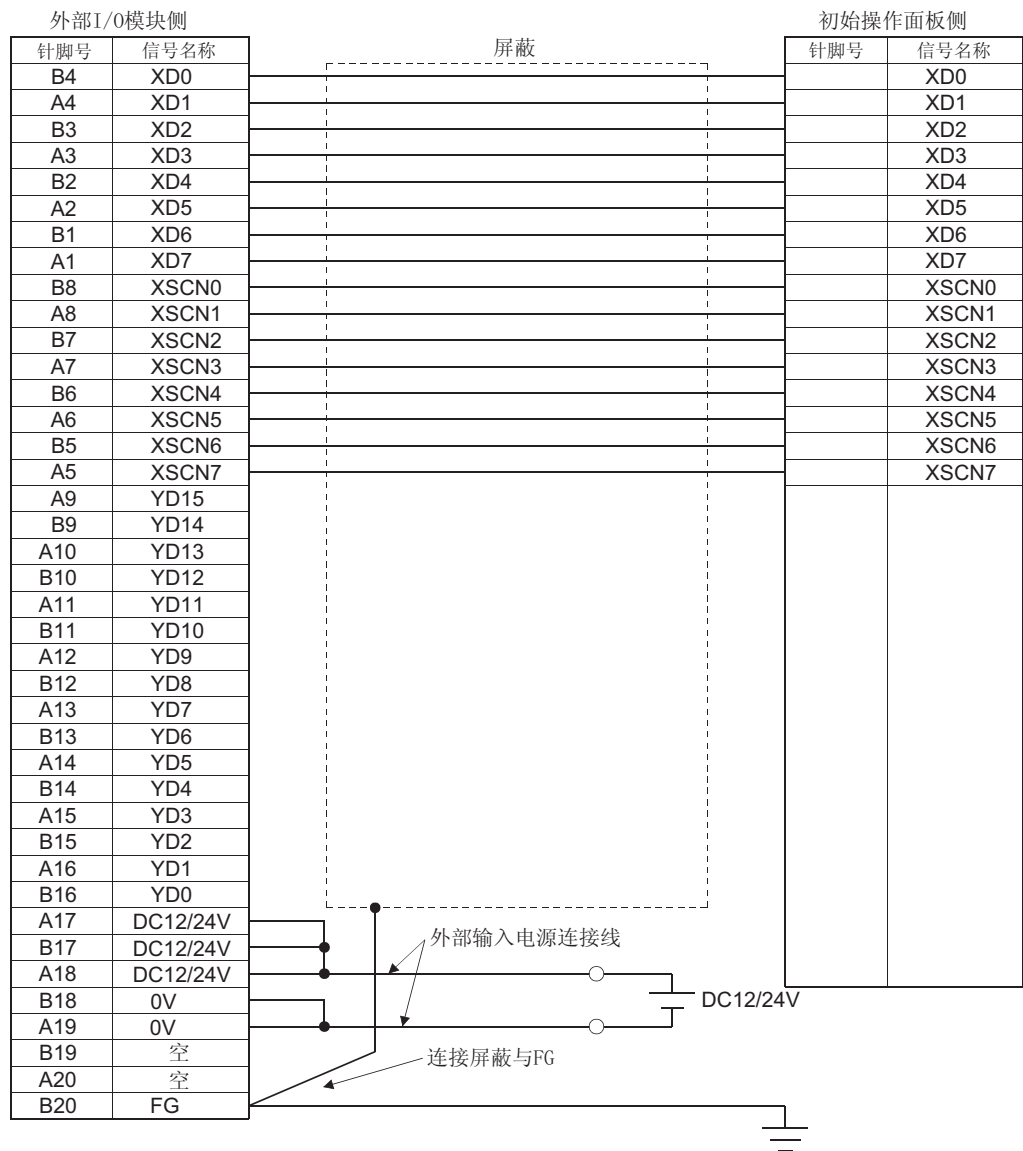 外部I/O模块侧
初始操作面板侧
屏蔽
针脚号 信号名称
针脚号 信号名称
B4 XD0 XD0
A4 XD1 XD1
B3 XD2 XD2
A3 XD3 XD3
B2 XD4 XD4
A2 XD5 XD5
B1 XD6 XD6
A1 XD7 XD7
B8 XSCN0 XSCN0
A8 XSCN1 XSCN1
B7 XSCN2 XSCN2
A7 XSCN3 XSCN3
B6 XSCN4 XSCN4
A6 XSCN5 XSCN5
B5 XSCN6 XSCN6
A5 XSCN7 XSCN7
A9 YD15
B9 YD14
A10 YD13
B10 YD12
A11 YD11
B11 YD10
A12 YD9
B12 YD8
A13 YD7
B13 YD6
A14 YD5
B14 YD4
A15 YD3
B15 YD2
A16 YD1
B16 YD0
A17 DC12/24V
外部输入电源连接线
B17 DC12/24V
A18 DC12/24V
B18 0V
DC12/24V
A19 0V
B19 空
连接屏蔽与FG
A20 空
B20 FG